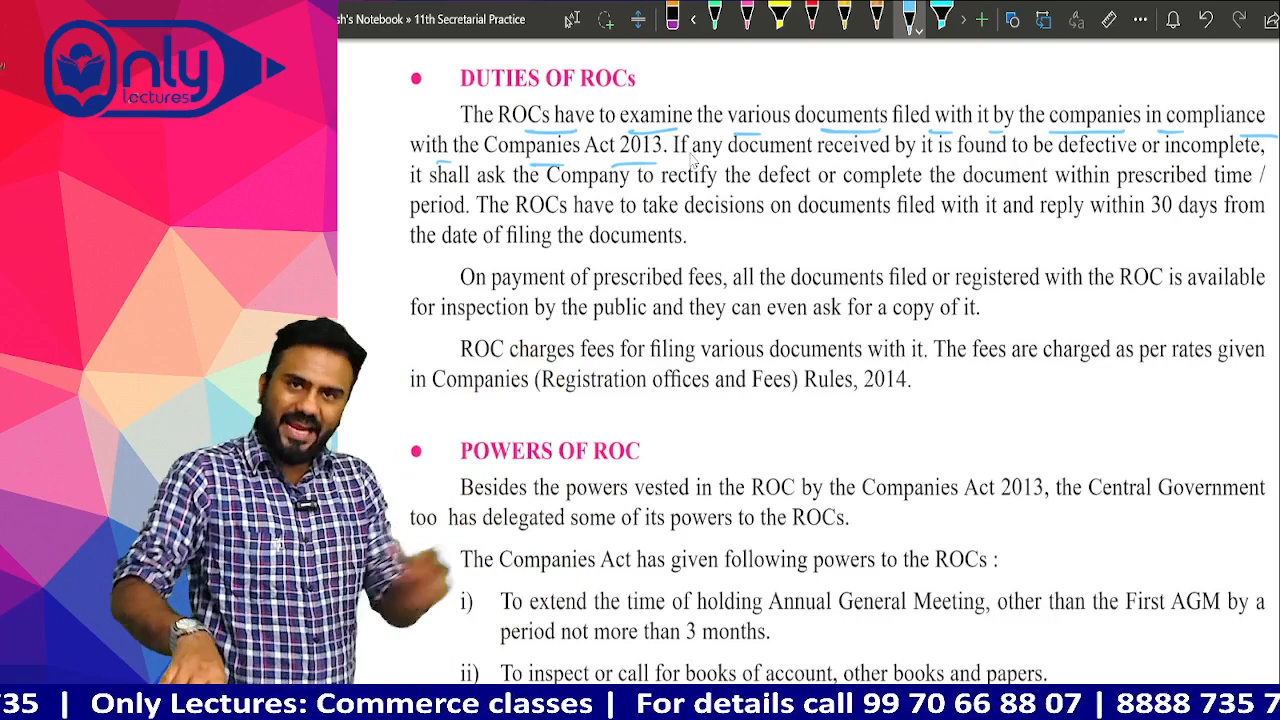 sh's Notebook » 11th Secretarial Practice
Only
lectures
• DUTIES OF ROCs
The ROCs have to examine the various documents filed with it by the companies in compliance
with the Companies Act 2013. If any document received by it is found to be defective or incomplete,
it shall ask the Company to rectify the defect or complete the document within prescribed time /
period. The ROCs have to take decisions on documents filed with it and reply within 30 days from
the date of filing the documents.
On payment of prescribed fees, all the documents filed or registered with the ROC is available
for inspection by the public and they can even ask for a copy of it.
ROC charges fees for filing various documents with it. The fees are charged as per rates given
in Companies (Registration offices and Fees) Rules, 2014.
• POWERS OF ROC
Besides the powers vested in the ROC by the Companies Act 2013, the Central Government
too has delegated some of its powers to the ROCs.
The Companies Act has given following powers to the ROCs :
i) To extend the time of holding Annual General Meeting, other than the First AGM by a
period not more than 3 months.
ii) To inspect or call for books of account, other books and papers.
735 | Only Lectures: Commerce classes | For details call 99 70 66 88 07 | 8888 735 7